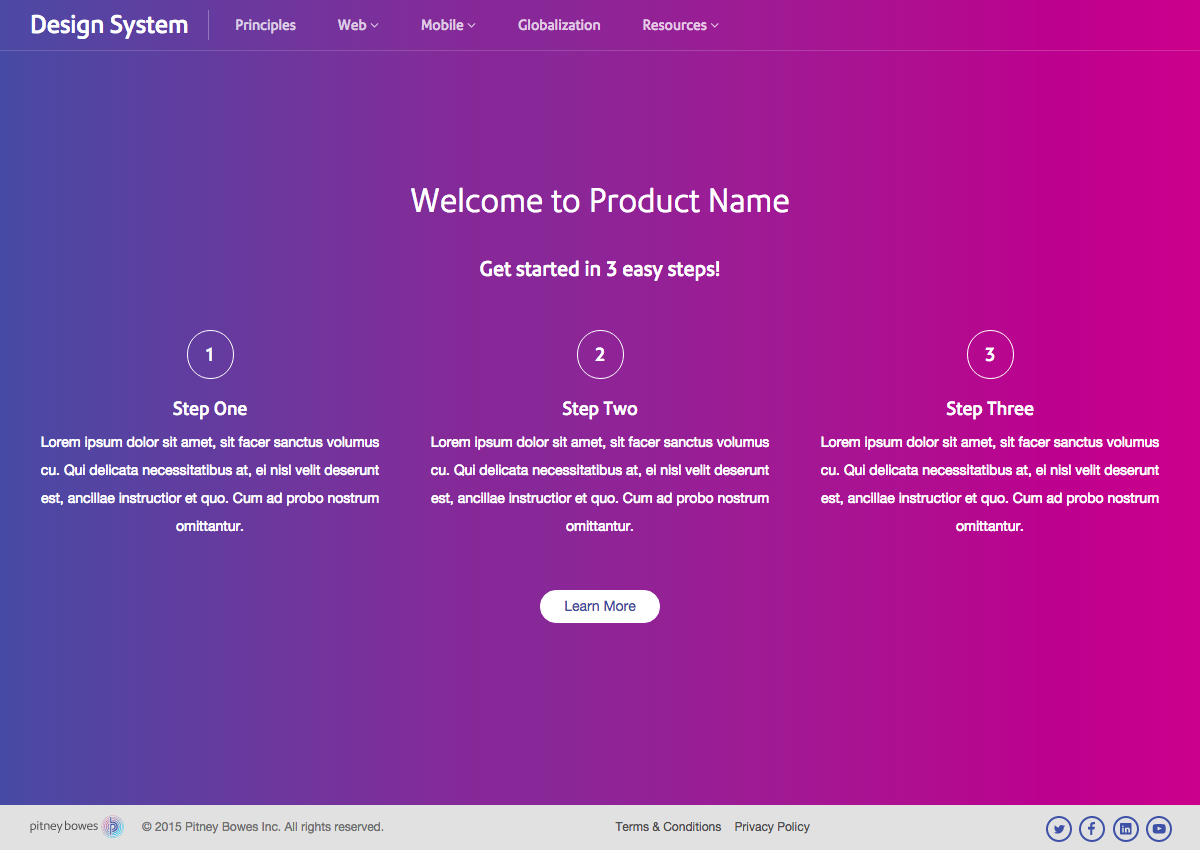 Design System
Principles
Web
Mobile
Globalization
Resources
Welcome to Product Name
Get started in 3 easy steps!
1
Step One
Lorem ipsum dolor sit amet, sit facer sanctus volumus
cu. Qui delicata necessitatibus at, ei nisl velit deserunt
est, ancillae instructior et quo. Cum ad probo nostrum
omittantur.
2
Step Two
Lorem ipsum dolor sit amet, sit facer sanctus volumus
cu. Qui delicata necessitatibus at, ei nisl velit deserunt
est, ancillae instructior et quo. Cum ad probo nostrum
omittantur.
3
Step Three
Lorem ipsum dolor sit amet, sit facer sanctus volumus
cu. Qui delicata necessitatibus at, ei nisl velit deserunt
est, ancillae instructior et quo. Cum ad probo nostrum
omittantur.
Learn More
pitney bowes
© 2015 Pitney Bowes Inc. All rights reserved.
Terms & Conditions
Privacy Policy